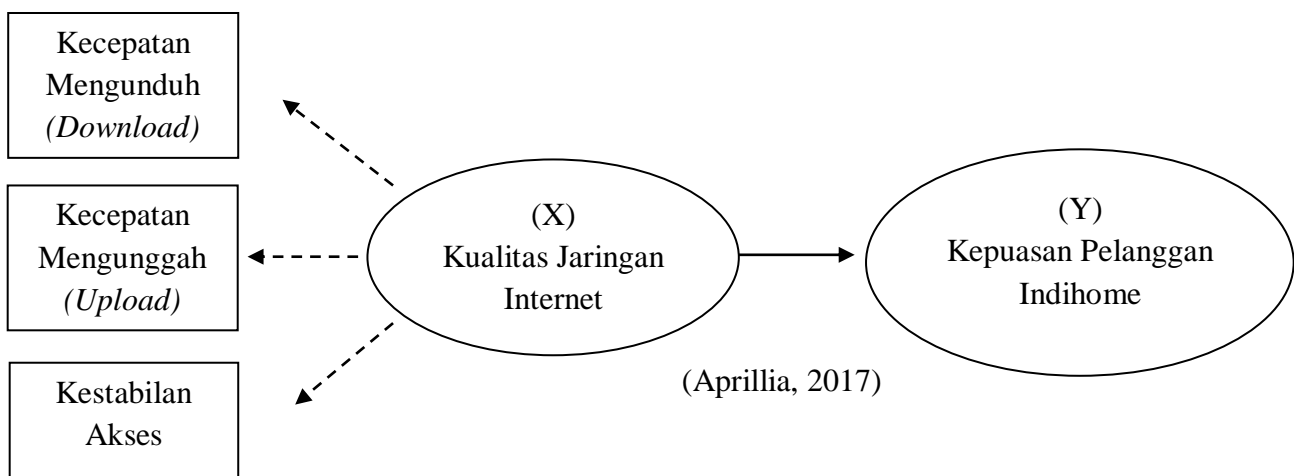 Kecepatan
Mengunduh
(Download)
Kecepatan
Mengunggah
(Upload)
Kestabilan
Akses
(X)
Kualitas Jaringan
Internet
(Y)
Kepuasan Pelanggan
Indihome
(Aprillia, 2017)